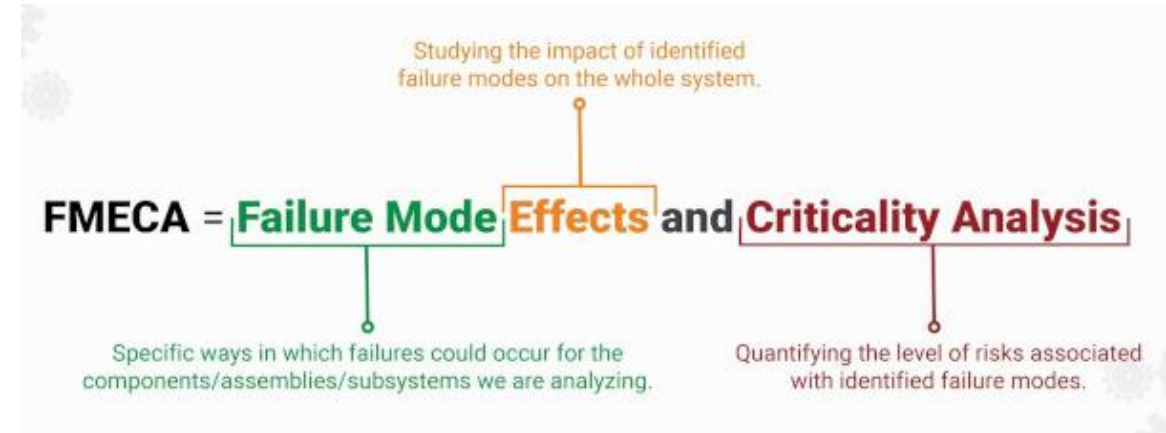 Studying the impact of identified
failure modes on the whole system.
FMECA = Failure Mode Effects and Criticality Analysis
Specific ways in which failures could occur for the
components/assemblies/subsystems we are analyzing.
Quantifying the level of risks associated
with identified failure modes.